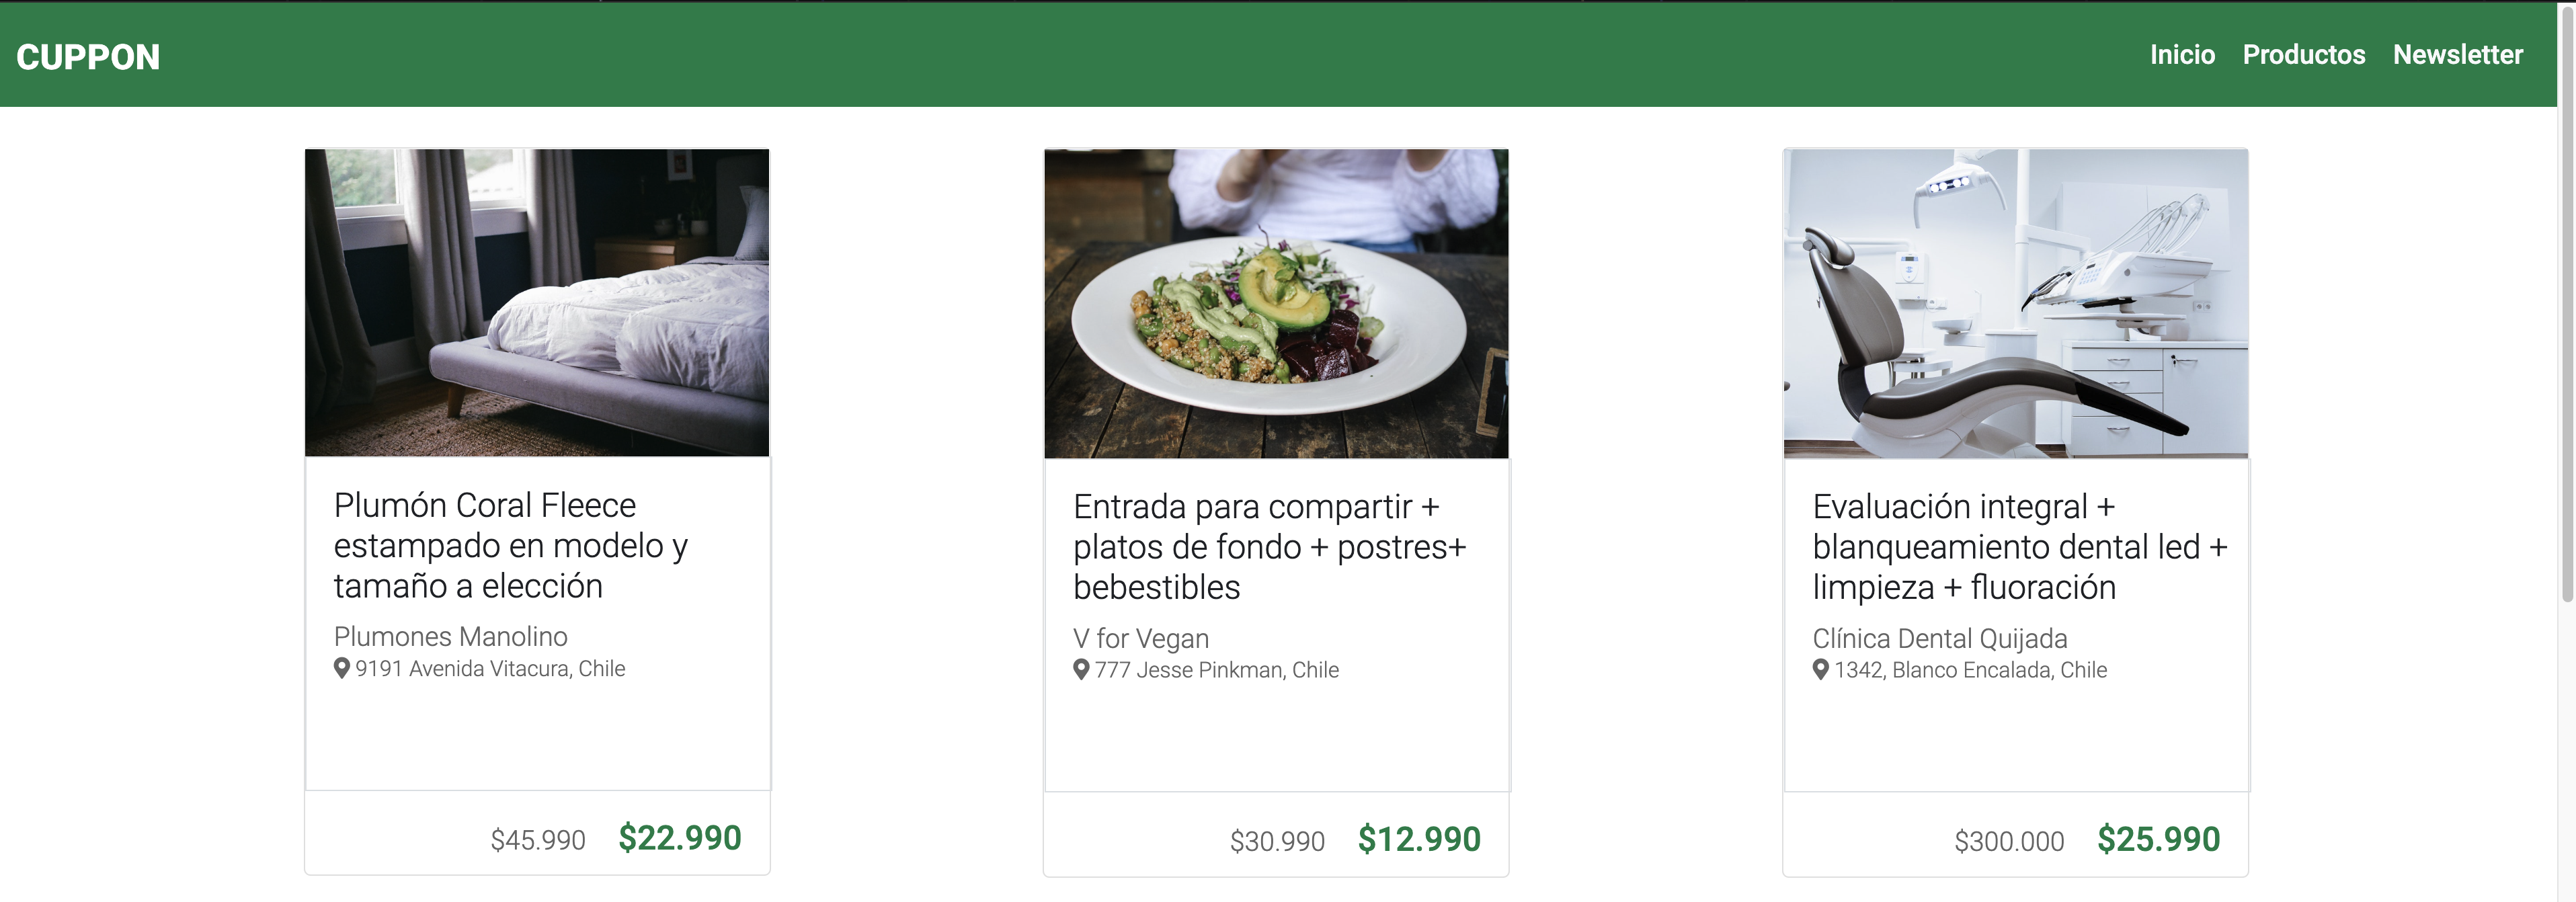 CUPPON
Inicio Productos Newsletter
Plumón Coral Fleece
estampado en modelo y
tamaño a elección
Plumones Manolino
9191 Avenida Vitacura, Chile
$45.990 $22.990
Entrada para compartir +
platos de fondo + postres+
bebestibles
V for Vegan
777 Jesse Pinkman, Chile
$30.990 $12.990
Evaluación integral +
blanqueamiento dental led +
limpieza + fluoración
Clínica Dental Quijada
1342, Blanco Encalada, Chile
$300.000 $25.990